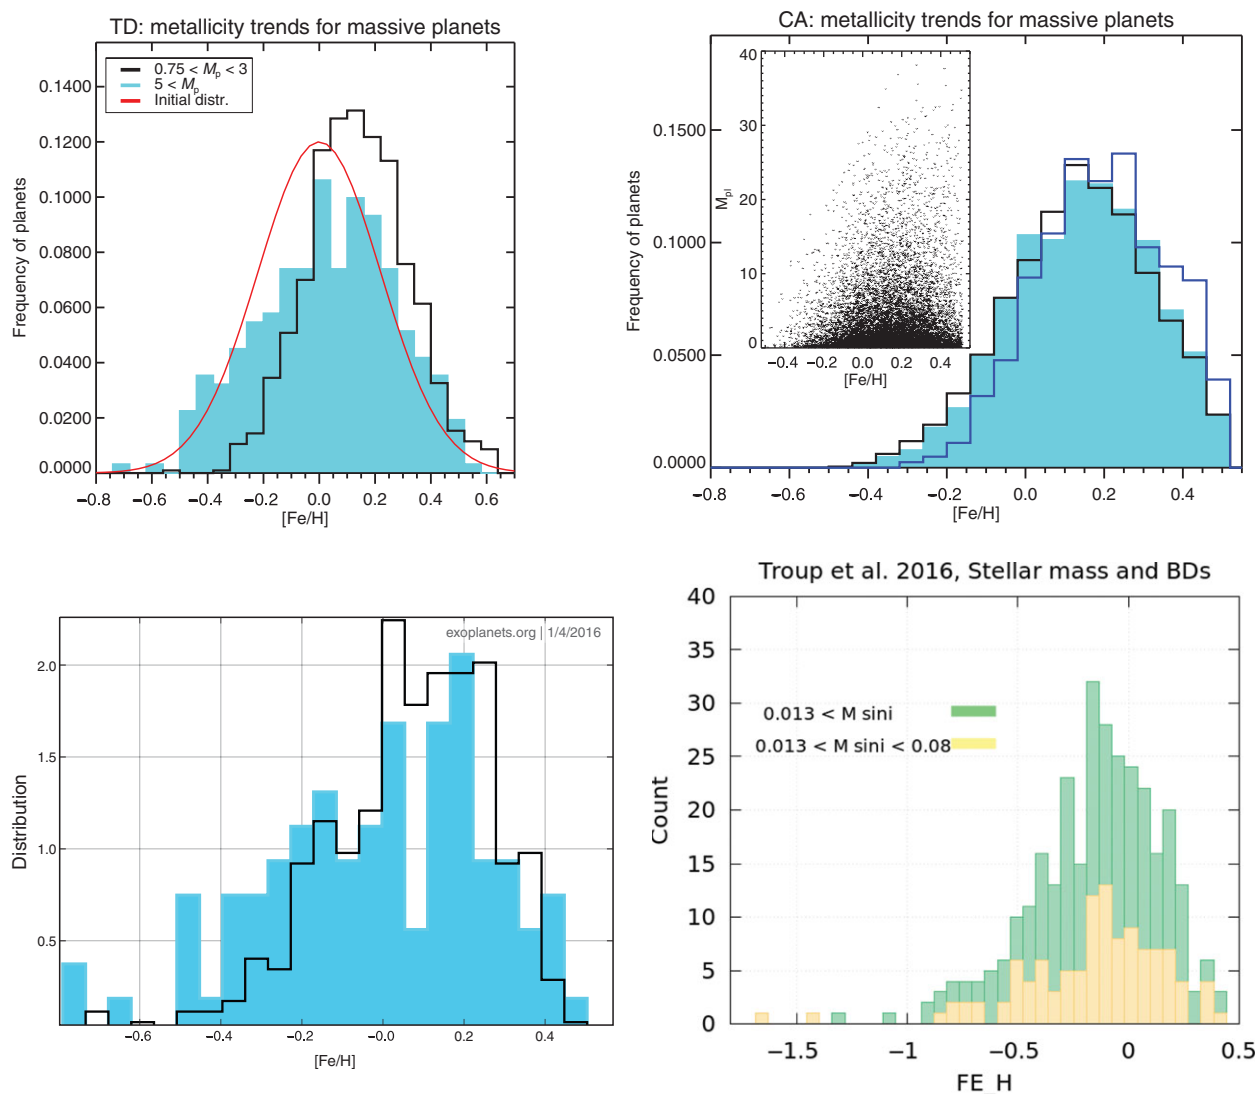 TD: metallicity trends for massive planets
0.75 < Mp < 3
5 < Mp
Initial distr.
0.1400
0.1200
0.1000
0.0800
0.0600
0.0400
0.0200
0.0000
Frequency of planets
−0.8 −0.6 −0.4 −0.2 0.0 0.2 0.4 0.6
[Fe/H]
CA: metallicity trends for massive planets
0.1500
0.1000
0.0500
0.0000
Frequency of planets
40
30
20
10
0
Mpl
−0.4 −0.2 0.0 0.2 0.4
[Fe/H]
−0.8 −0.6 −0.4 −0.2 0.0 0.2 0.4
[Fe/H]
exoplanets.org | 1/4/2016
2.0
1.5
1.0
0.5
Distribution
−0.6 −0.4 −0.2 −0.0 0.2 0.4
[Fe/H]
Troup et al. 2016, Stellar mass and BDs
40
35
30
25
20
15
10
5
0
Count
0.013 < M sini
0.013 < M sini < 0.08
−1.5 −1 −0.5 0 0.5
FE_H